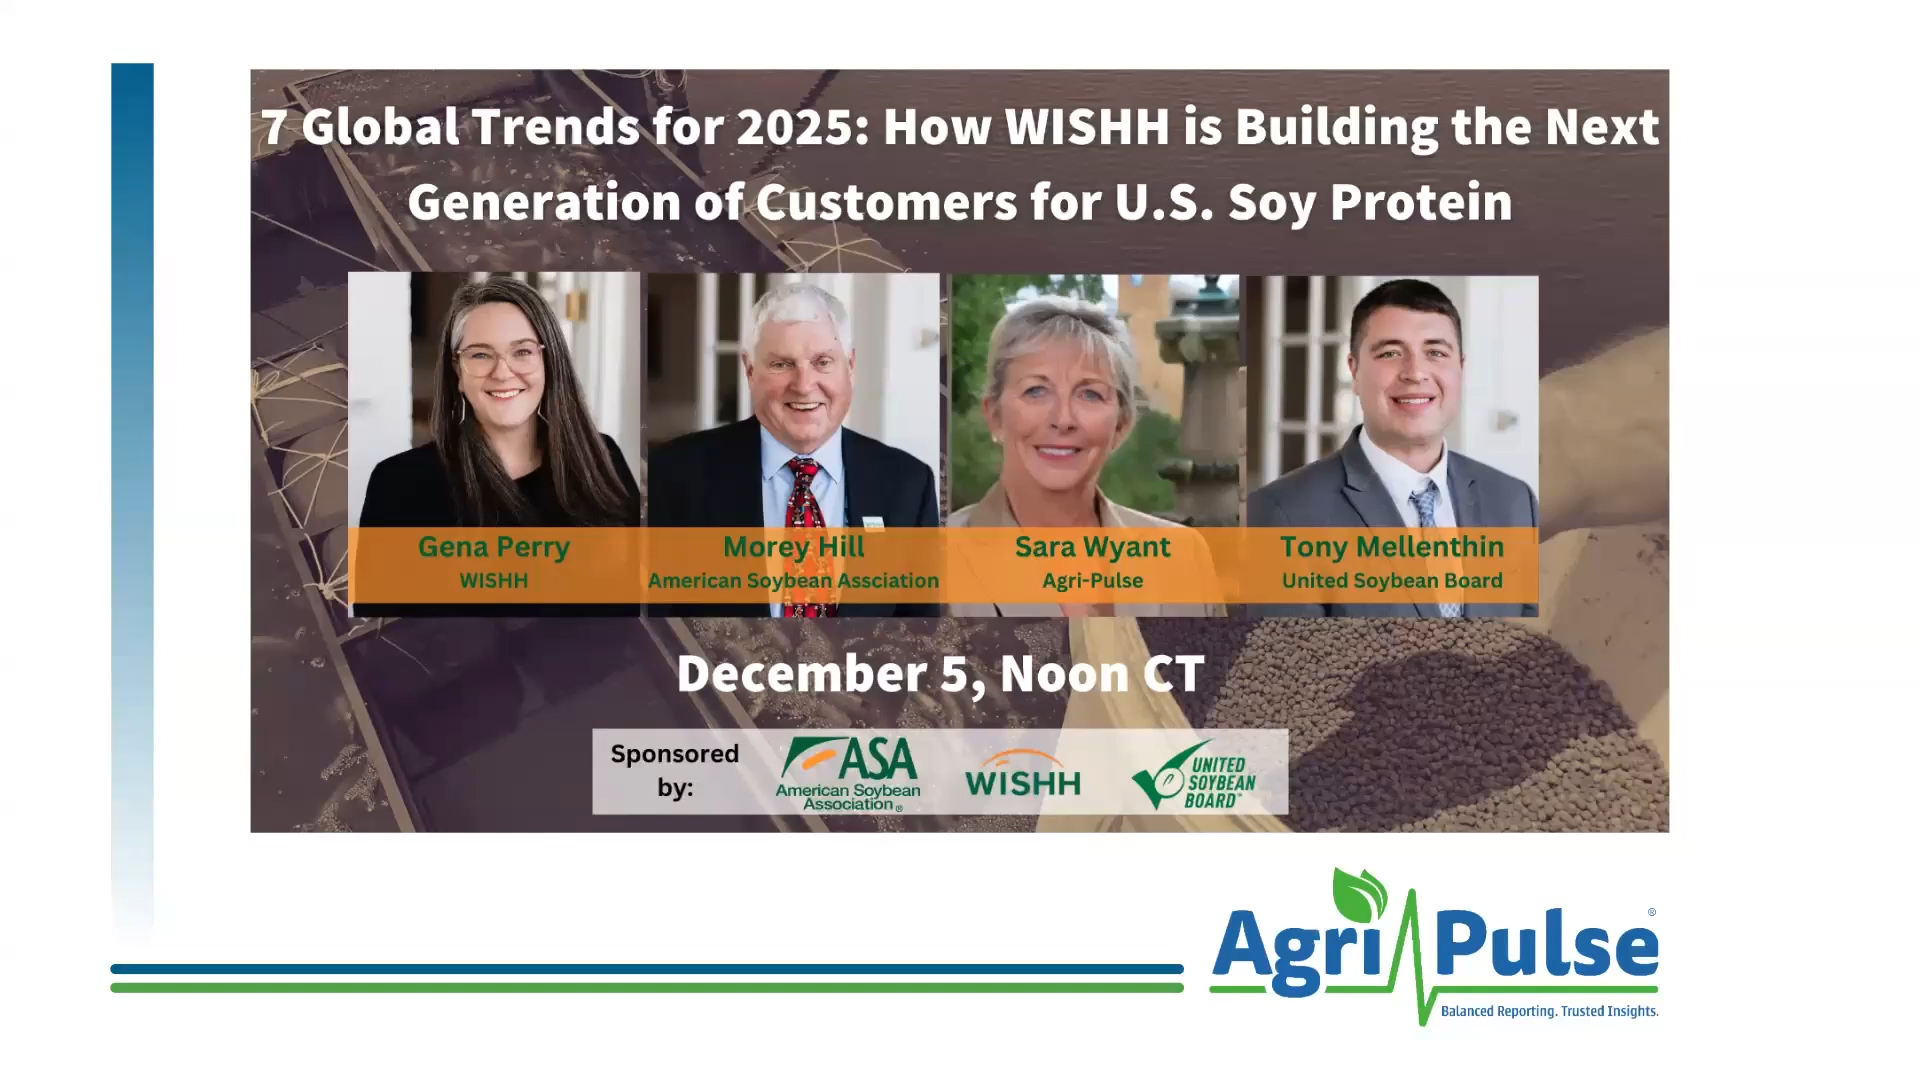 7 Global Trends for 2025: How WISHH is Building the Next
Generation of Customers for U.S. Soy Protein
Gena Perry
WISHH
Morey Hill
American Soybean Assciation
Sara Wyant
Agri-Pulse
Tony Mellenthin
United Soybean Board
December 5, Noon CT
Sponsored
by:
ASA
American Soybean
Association®
WISHH
UNITED
SOYBEAN
BOARD™
Agri Pulse®
Balanced Reporting. Trusted Insights.